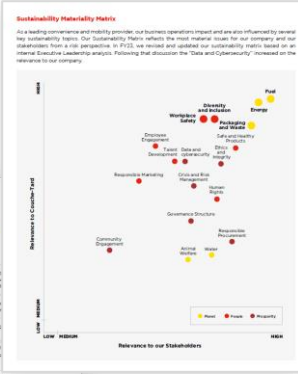 Sustainability Materiality Matrix
As a leading convenience and mobility provider, our business operations impact and are also influenced by several
key sustainability topics. Our Sustainability Matrix reflects the most material issues for our company and our
stakeholders from a risk perspective. In FY23, we revised and updated our sustainability matrix based on an
internal Executive Leadership analysis. Following that discussion the "Data and Cybersecurity" increased on the
relevance to our company.
HIGH
Fuel
Energy
Diversity
and Inclusion
Workplace
Safety
Packaging
and Waste
Employee
Engagement
Safe and Healthy
Products
Talent
Development
Data and
cybersecurity
Ethics
and
Integrity
Responsible Marketing
Crisis and Risk
Management
Human
Rights
Governance Structure
Community
Engagement
Responsible
Procurement
Animal
Welfare
Water
Relevance to Couche-Tard
MEDIUM
LOW
Planet
People
Prosperity
LOW MEDIUM
HIGH
Relevance to our Stakeholders